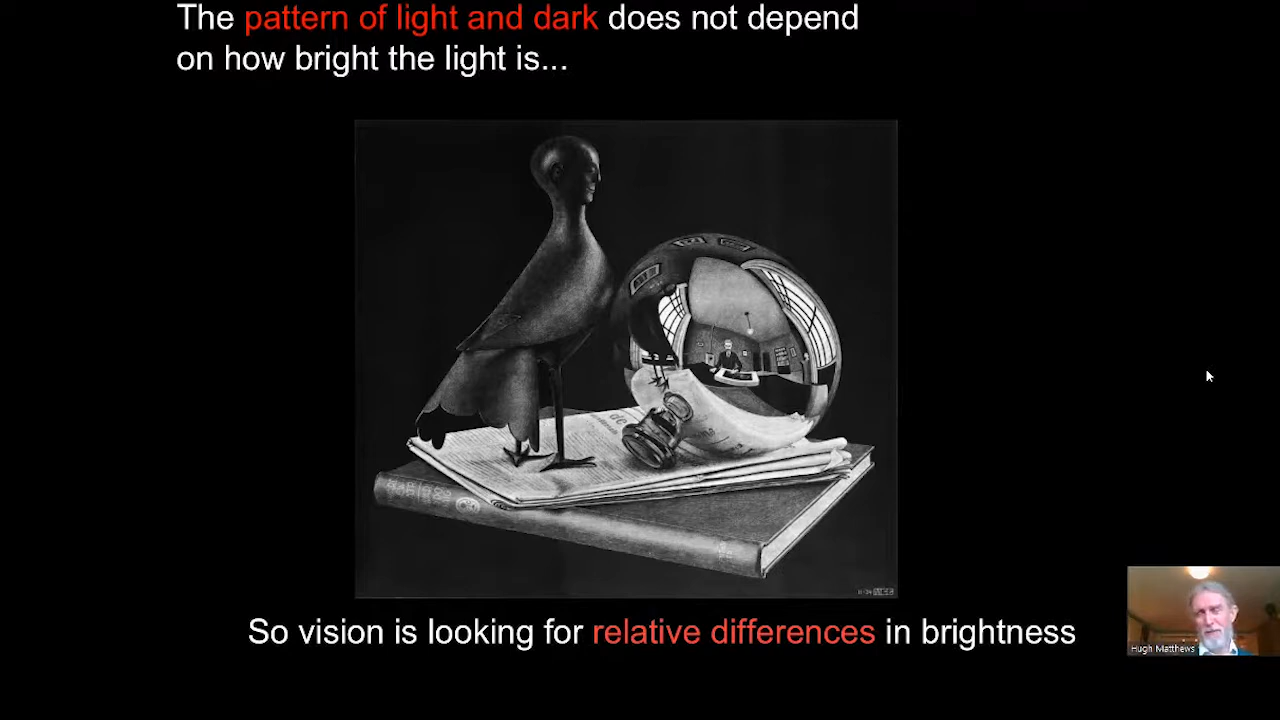 The pattern of light and dark does not depend
on how bright the light is...
So vision is looking for relative differences in brightness
Hugh Matthews